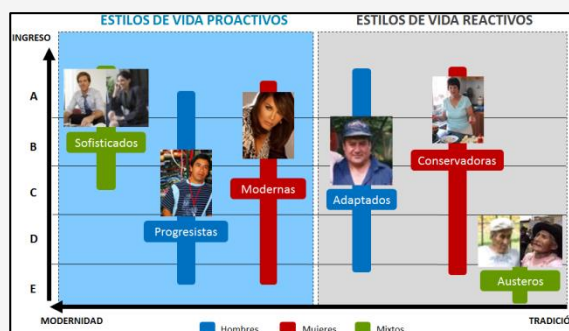 ESTILOS DE VIDA PROACTIVOS
ESTILOS DE VIDA REACTIVOS
INGRESO
A
B
C
D
E
Sofisticados
Progresistas
Modernas
Adaptados
Conservadoras
Austeros
MODERNIDAD
TRADICIÓ
Hombres
Mujeres
Mixtos